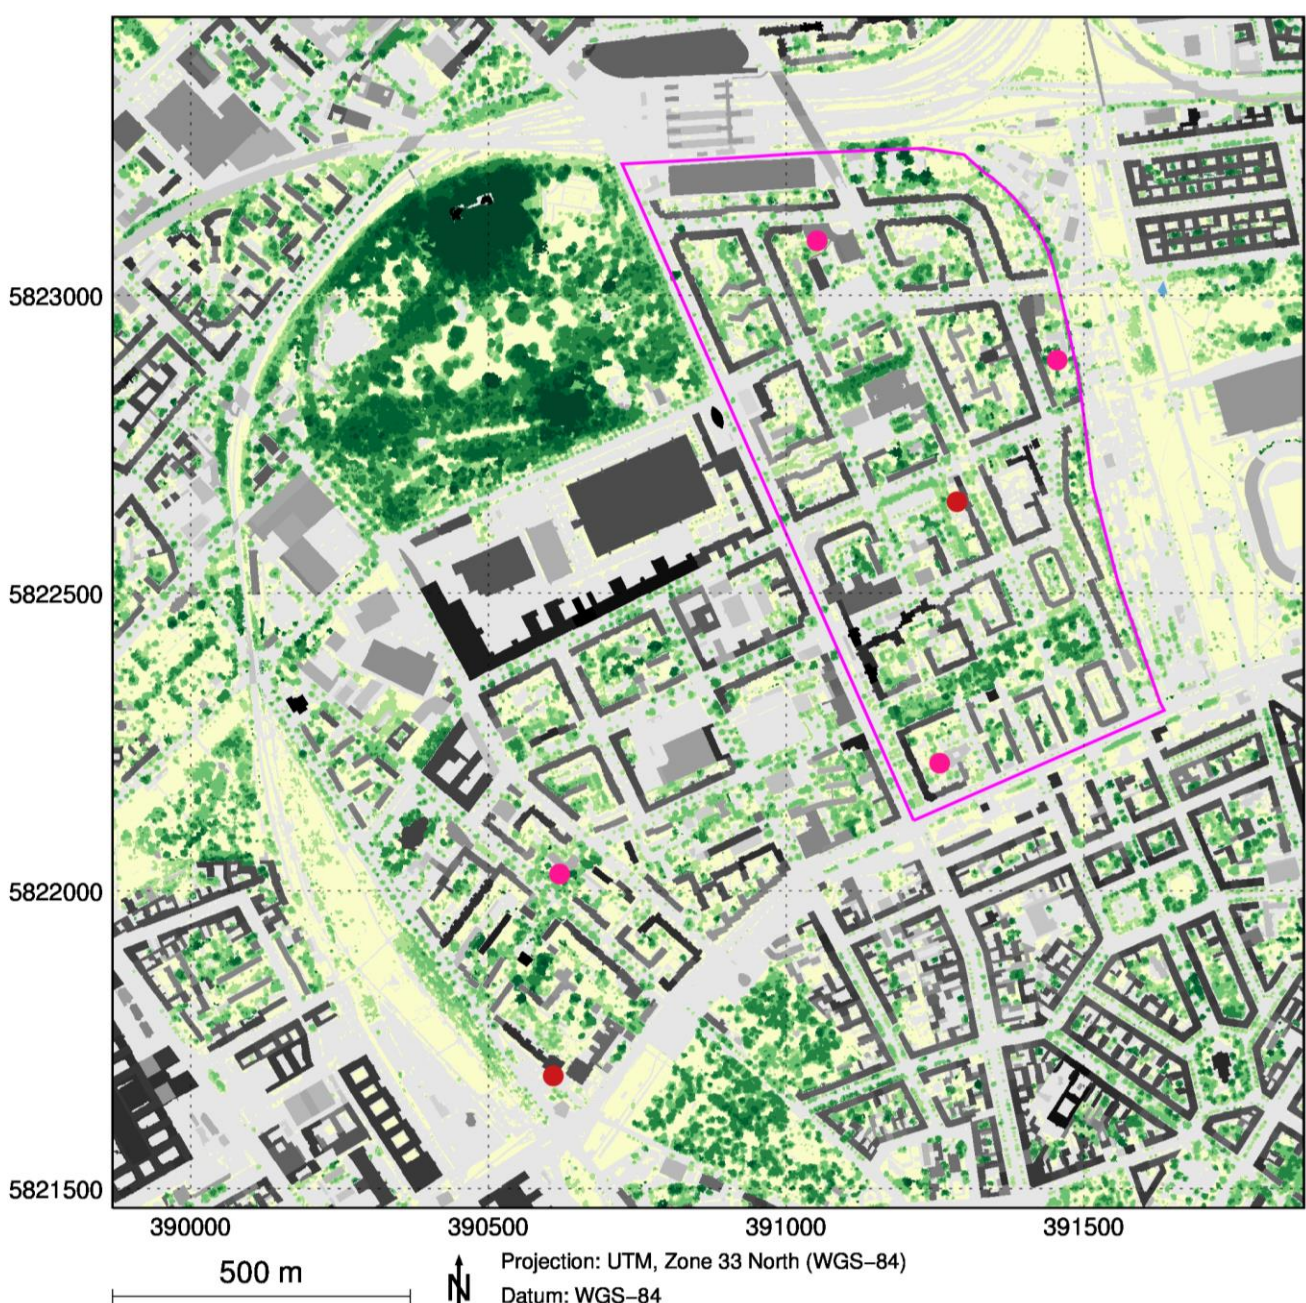 5823000
5822500
5822000
5821500
390000 390500 391000 391500
500 m
N
Projection: UTM, Zone 33 North (WGS−84)
Datum: WGS−84